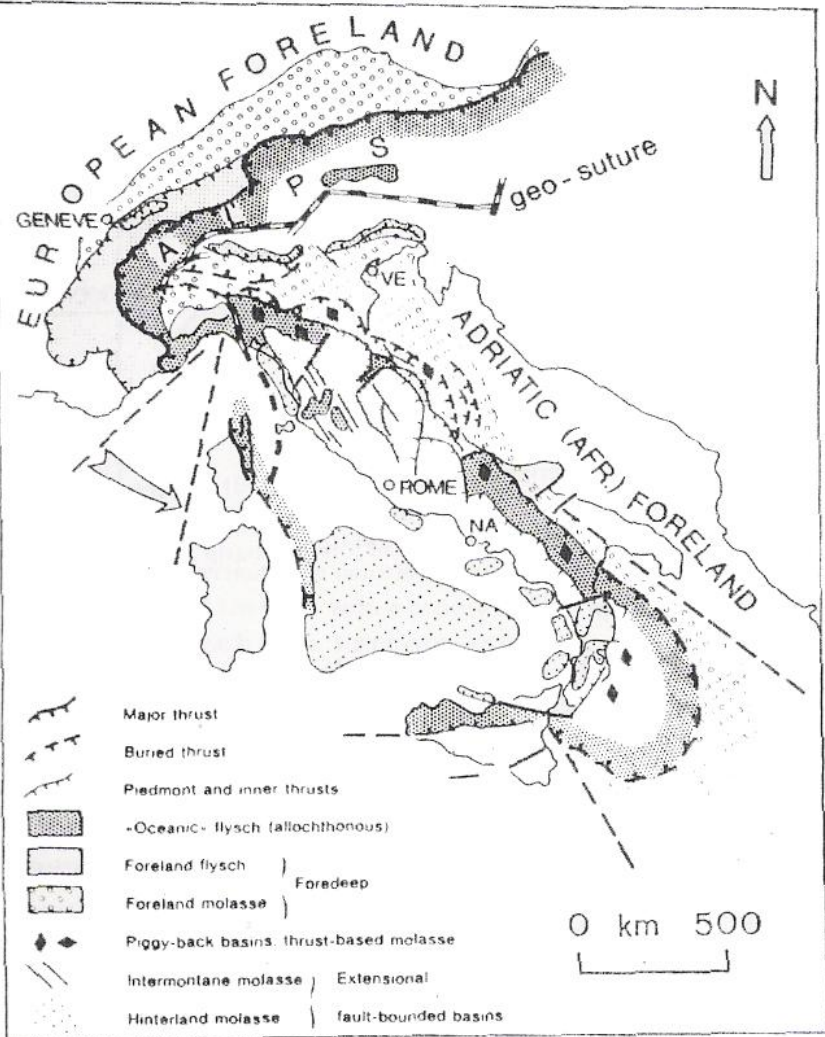 EUROPEAN FORELAND
N
ALPS
geo-suture
GENEVE
VE
ADRIATIC (AFR.) FORELAND
ROME
NA
Major thrust
Buried thrust
Piedmont and inner thrusts
«Oceanic» flysch (allochthonous)
Foreland flysch
Foredeep
Foreland molasse
Piggy-back basins, thrust-based molasse
Intermontane molasse
Extensional
Hinterland molasse
fault-bounded basins
0 km 500